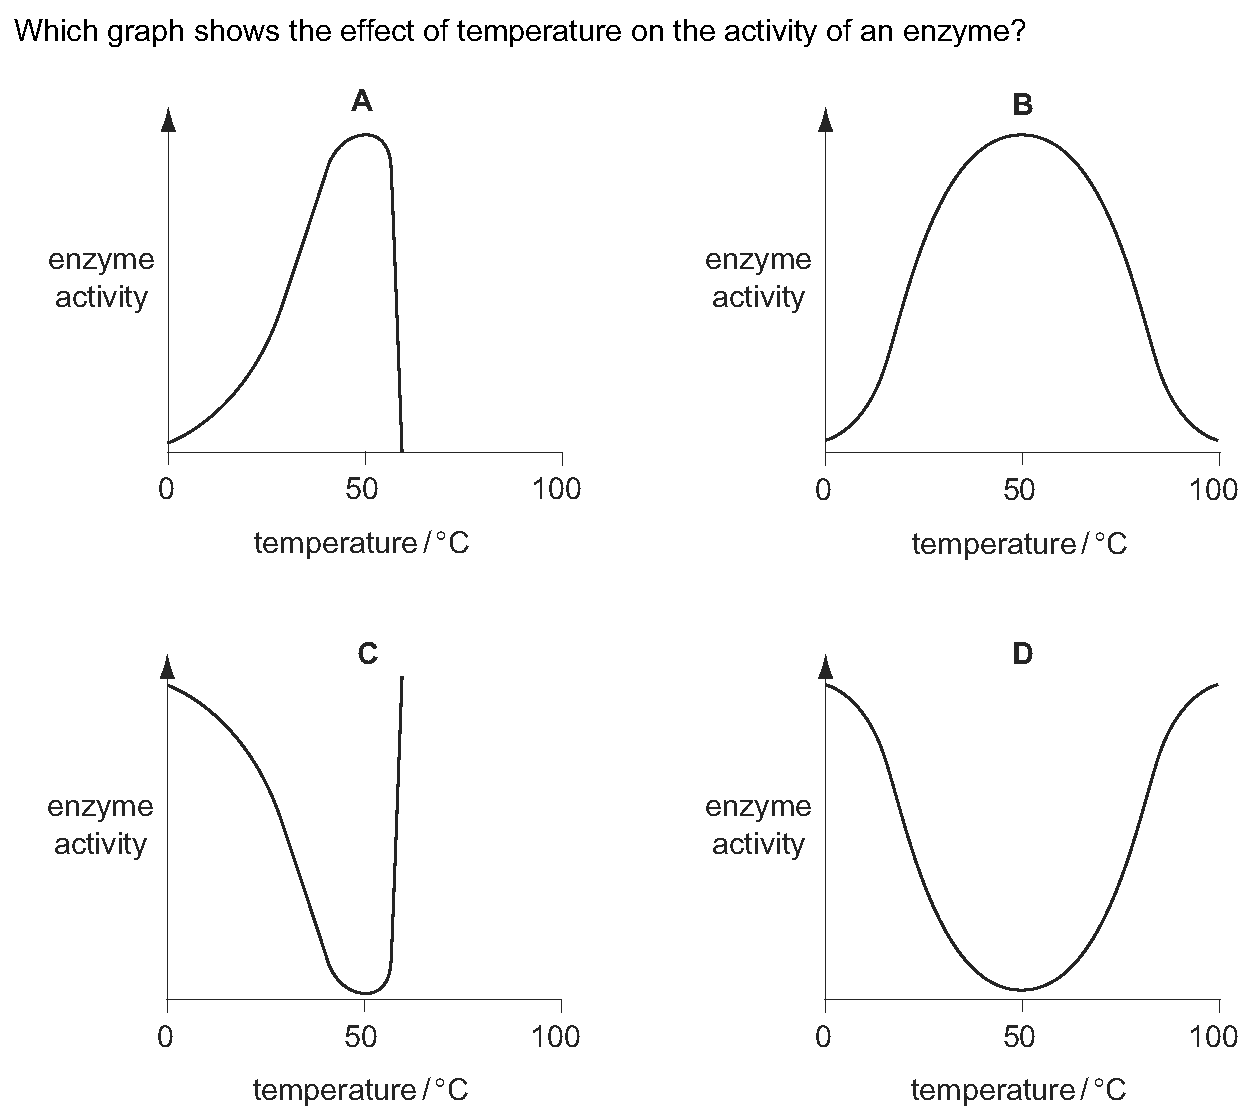 Which graph shows the effect of temperature on the activity of an enzyme?
A
enzyme
activity
0 50 100
temperature / °C
B
enzyme
activity
0 50 100
temperature / °C
C
enzyme
activity
0 50 100
temperature / °C
D
enzyme
activity
0 50 100
temperature / °C